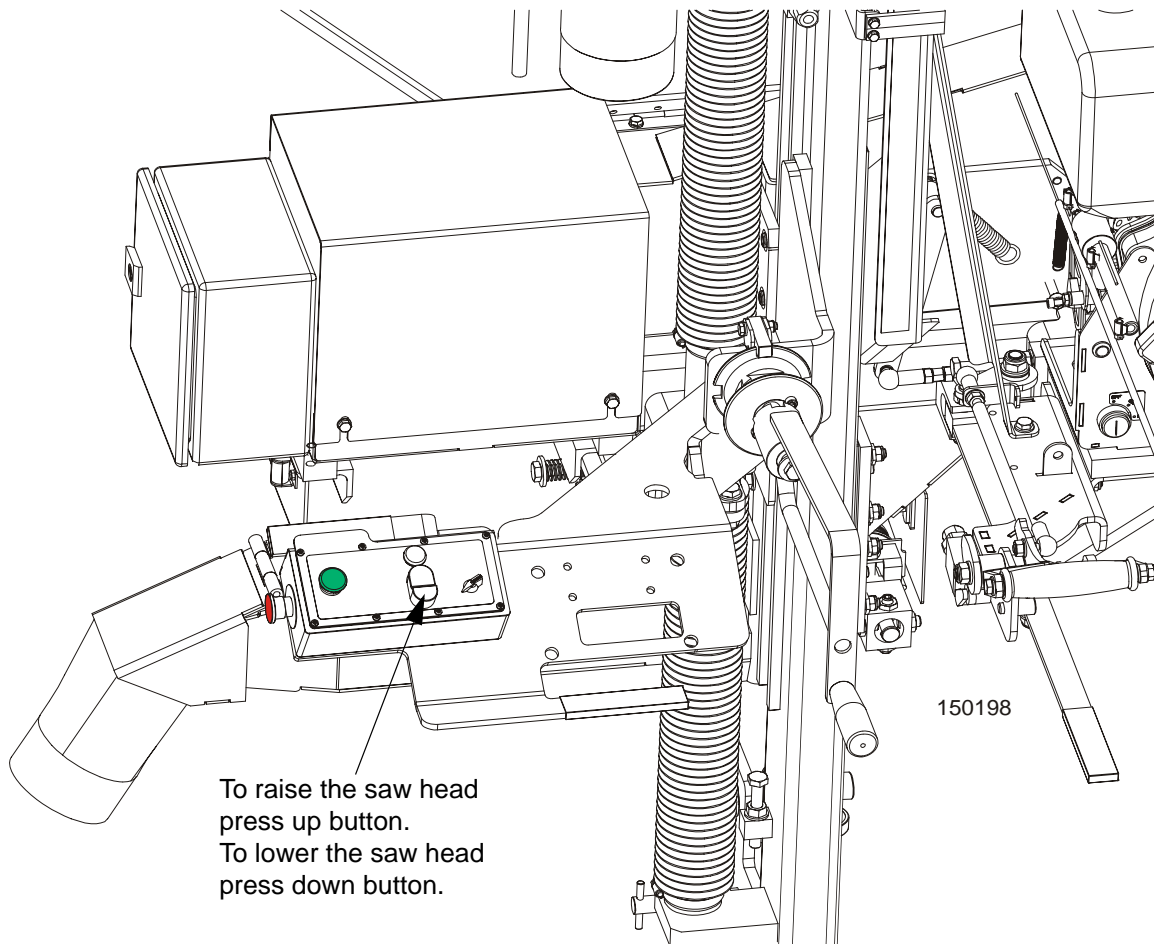 150198
To raise the saw head
press up button.
To lower the saw head
press down button.